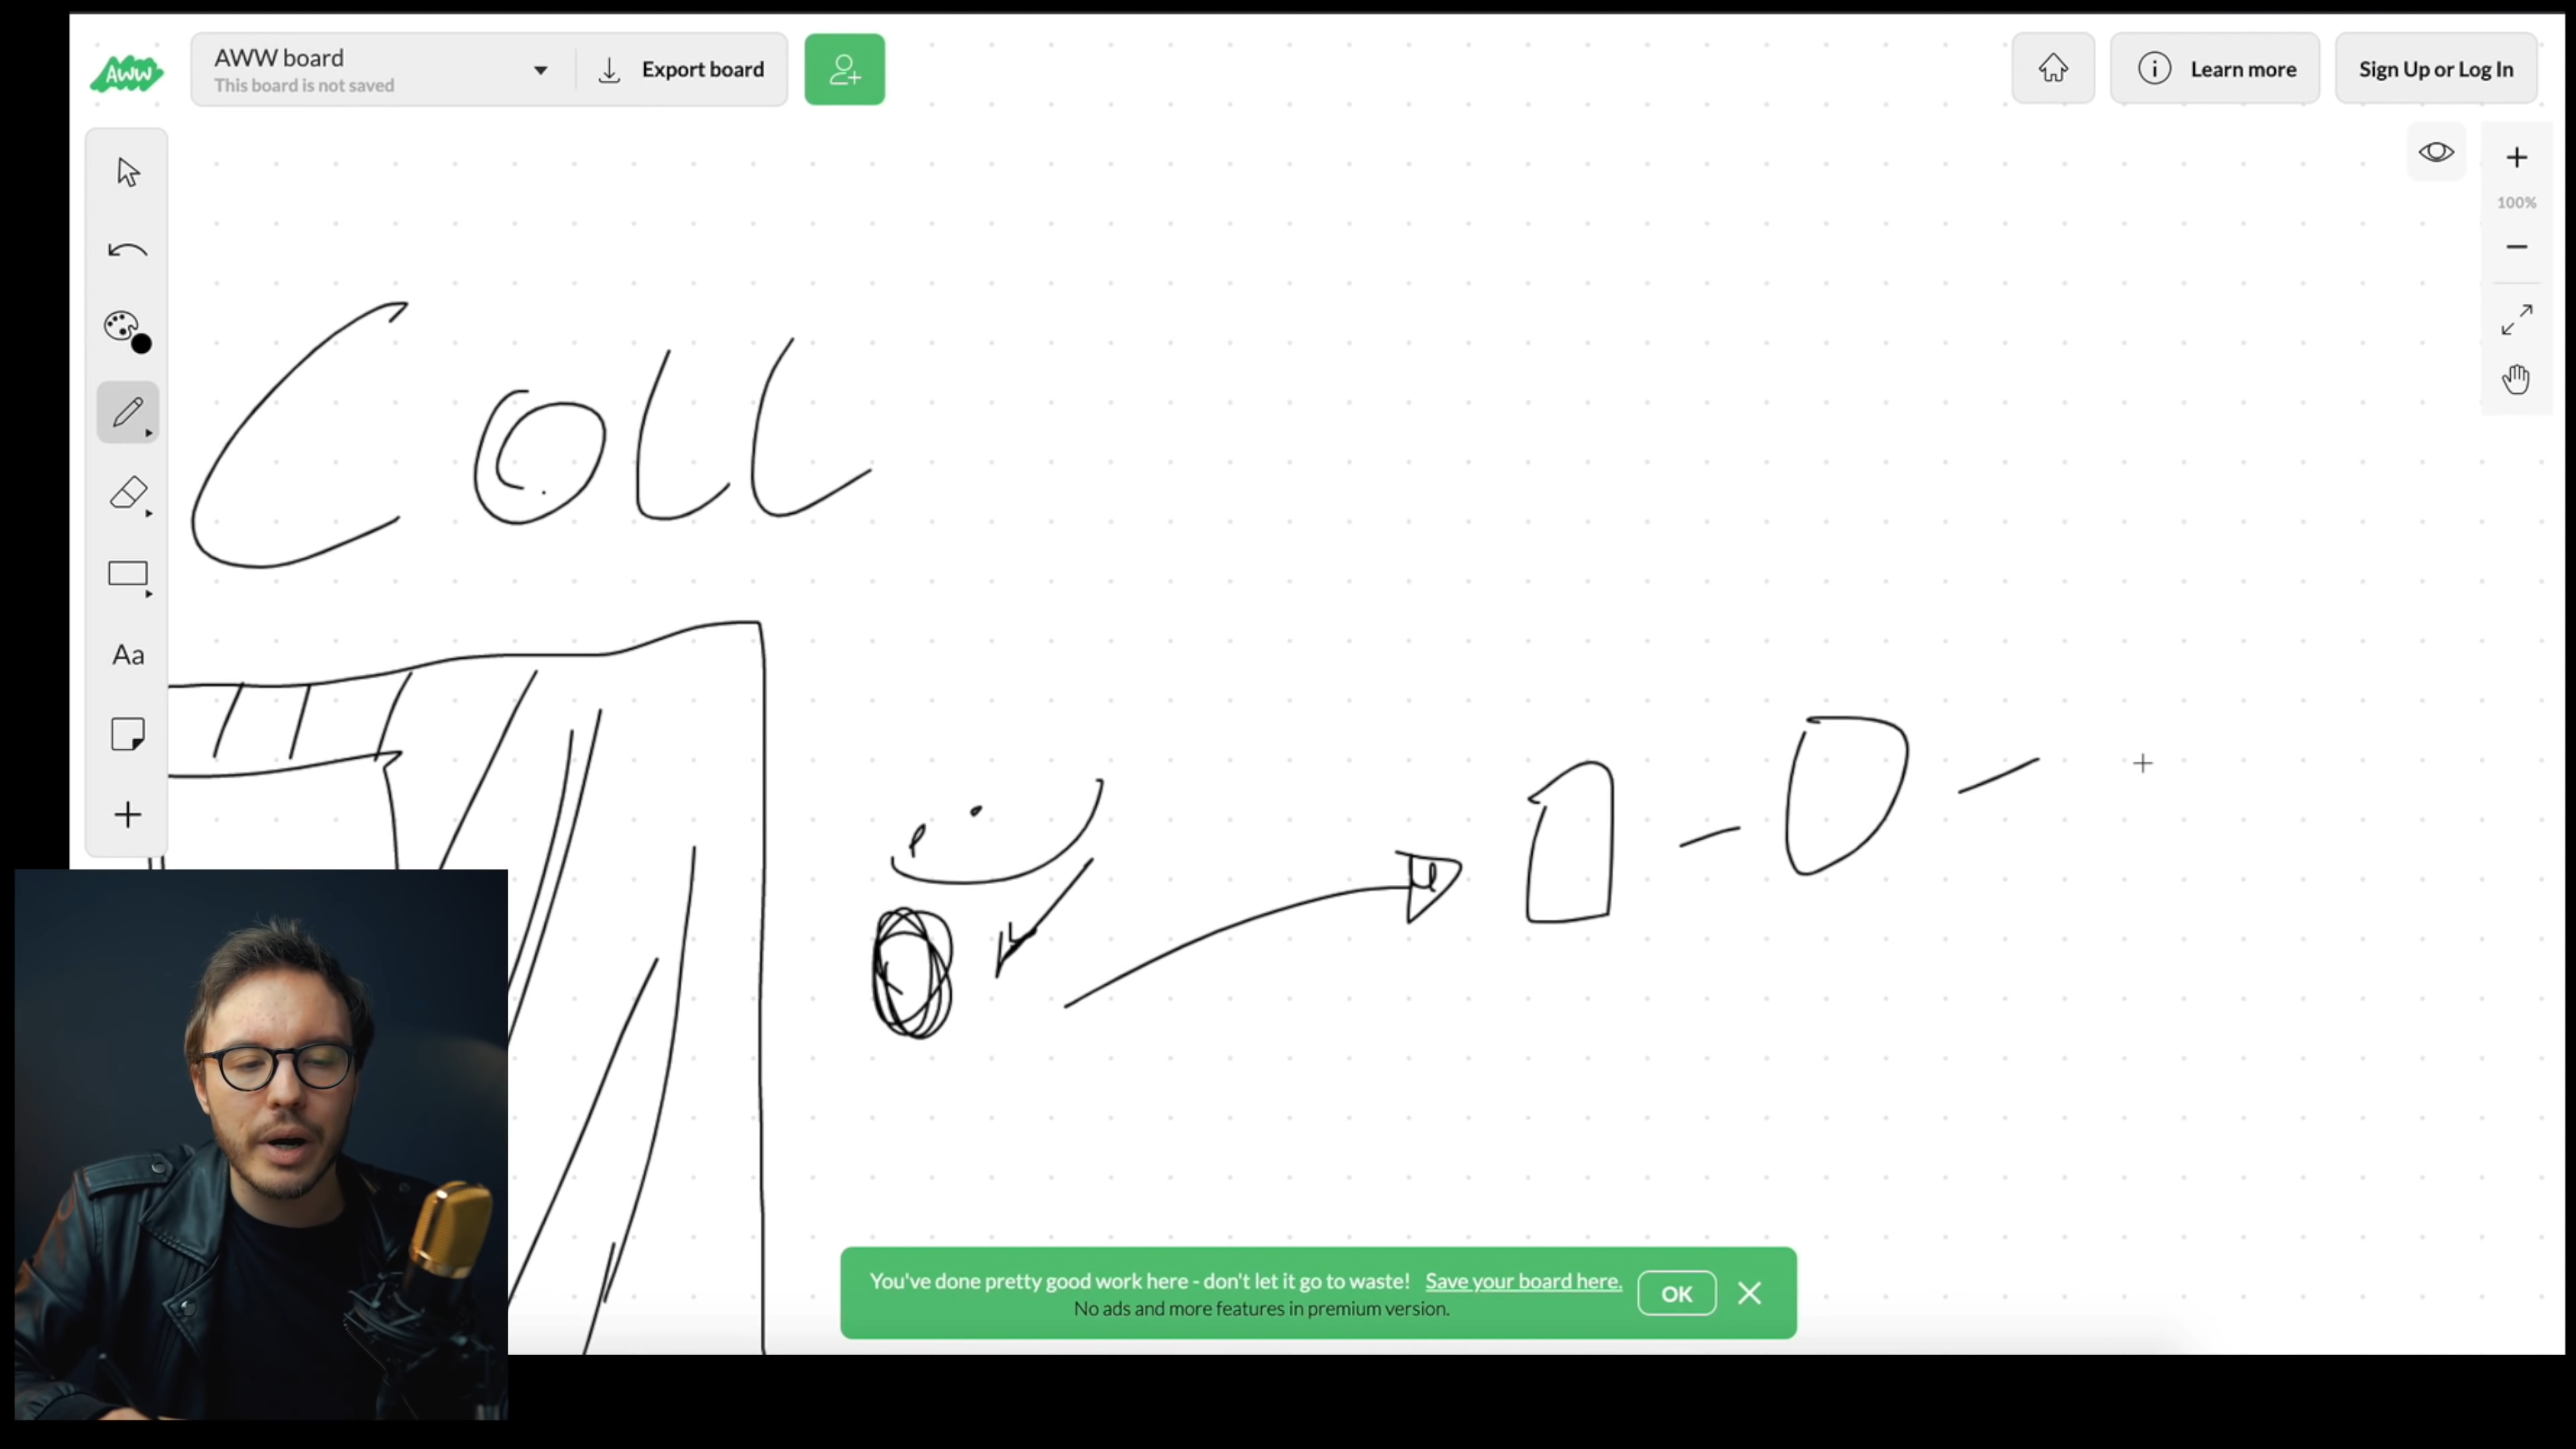 AWW
AWW board
This board is not saved
Export board
Learn more
Sign Up or Log In
100%
Coll
Aa
You've done pretty good work here - don't let it go to waste! Save your board here.
No ads and more features in premium version.
OK